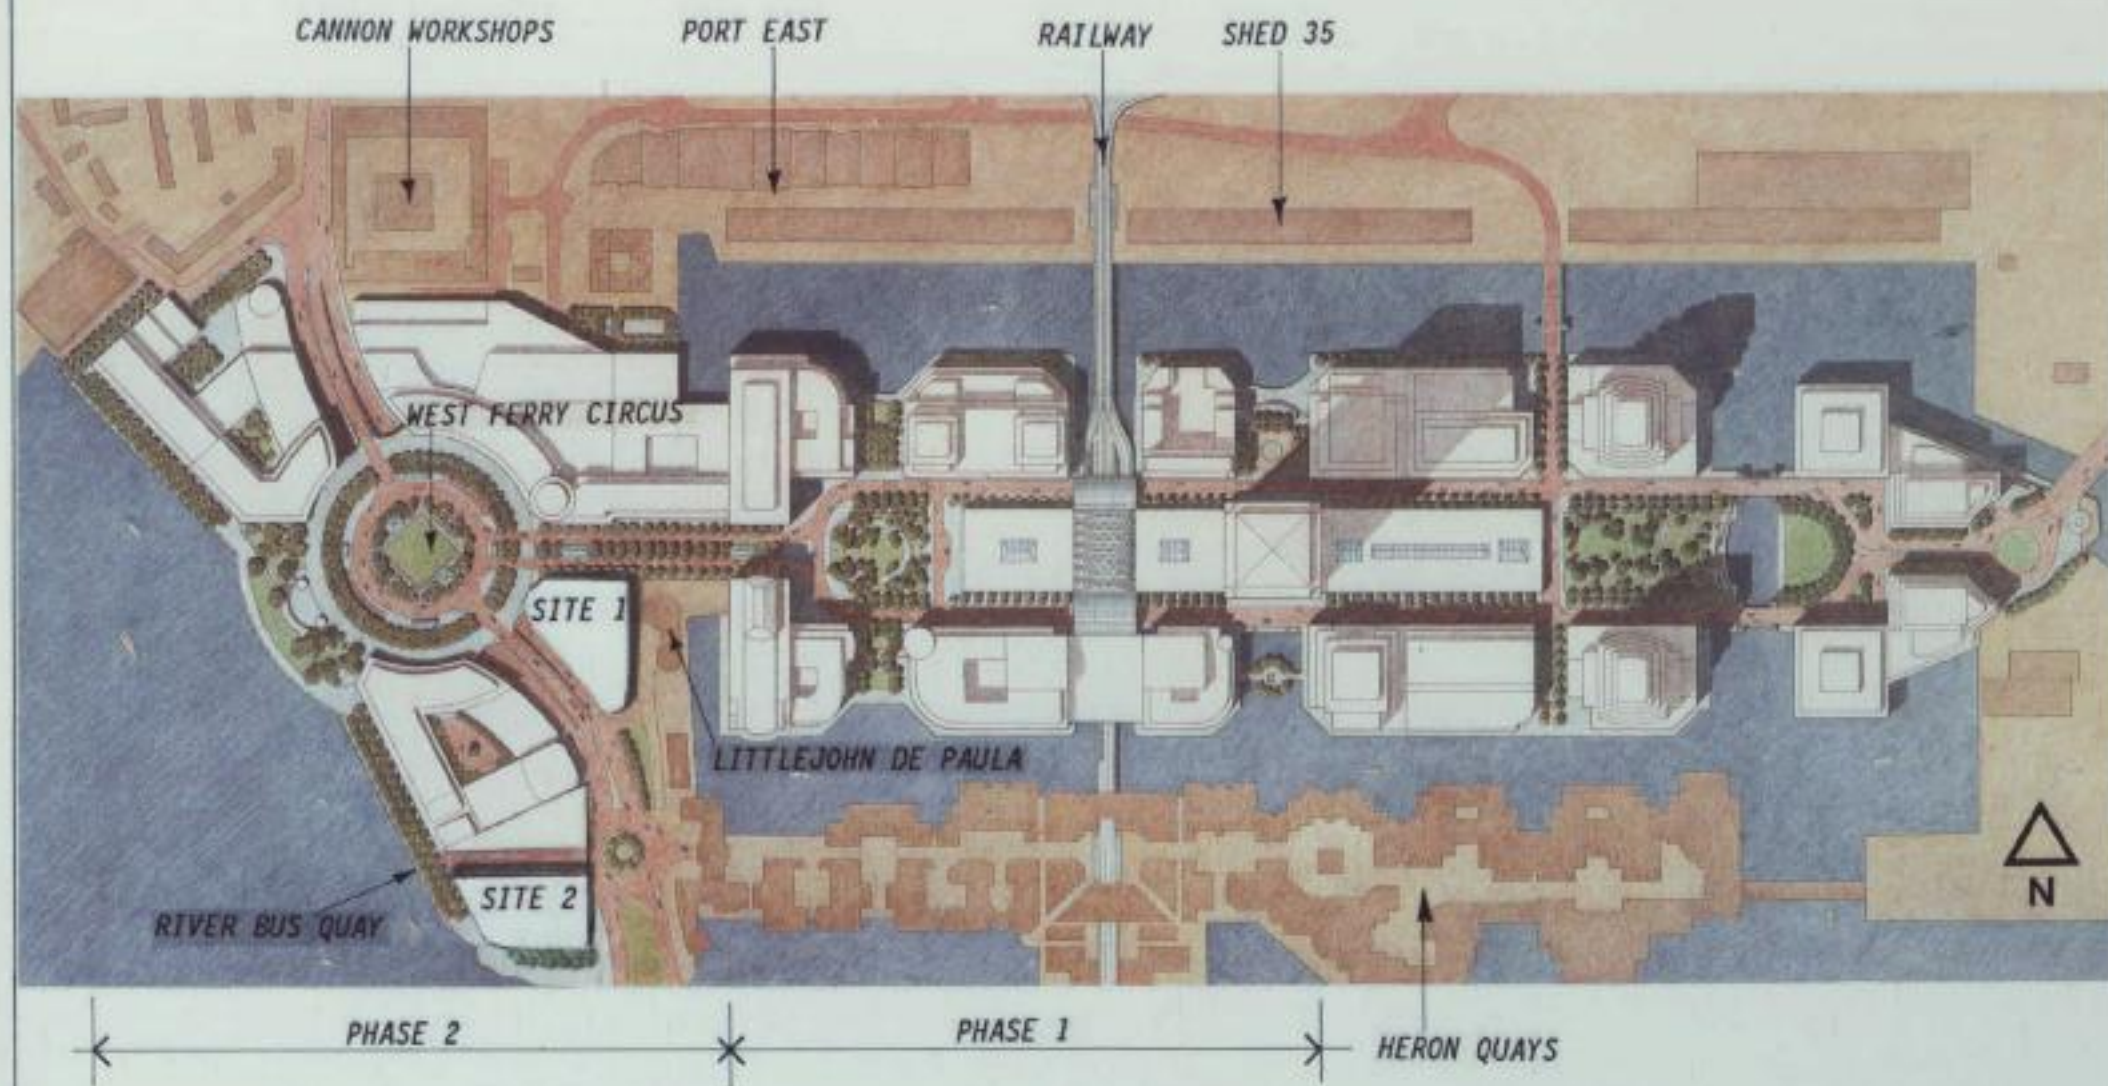 CANNON WORKSHOPS
PORT EAST
RAILWAY
SHED 35
WEST FERRY CIRCUS
SITE 1
LITTLEJOHN DE PAULA
SITE 2
RIVER BUS QUAY
N
PHASE 2
PHASE 1
HERON QUAYS